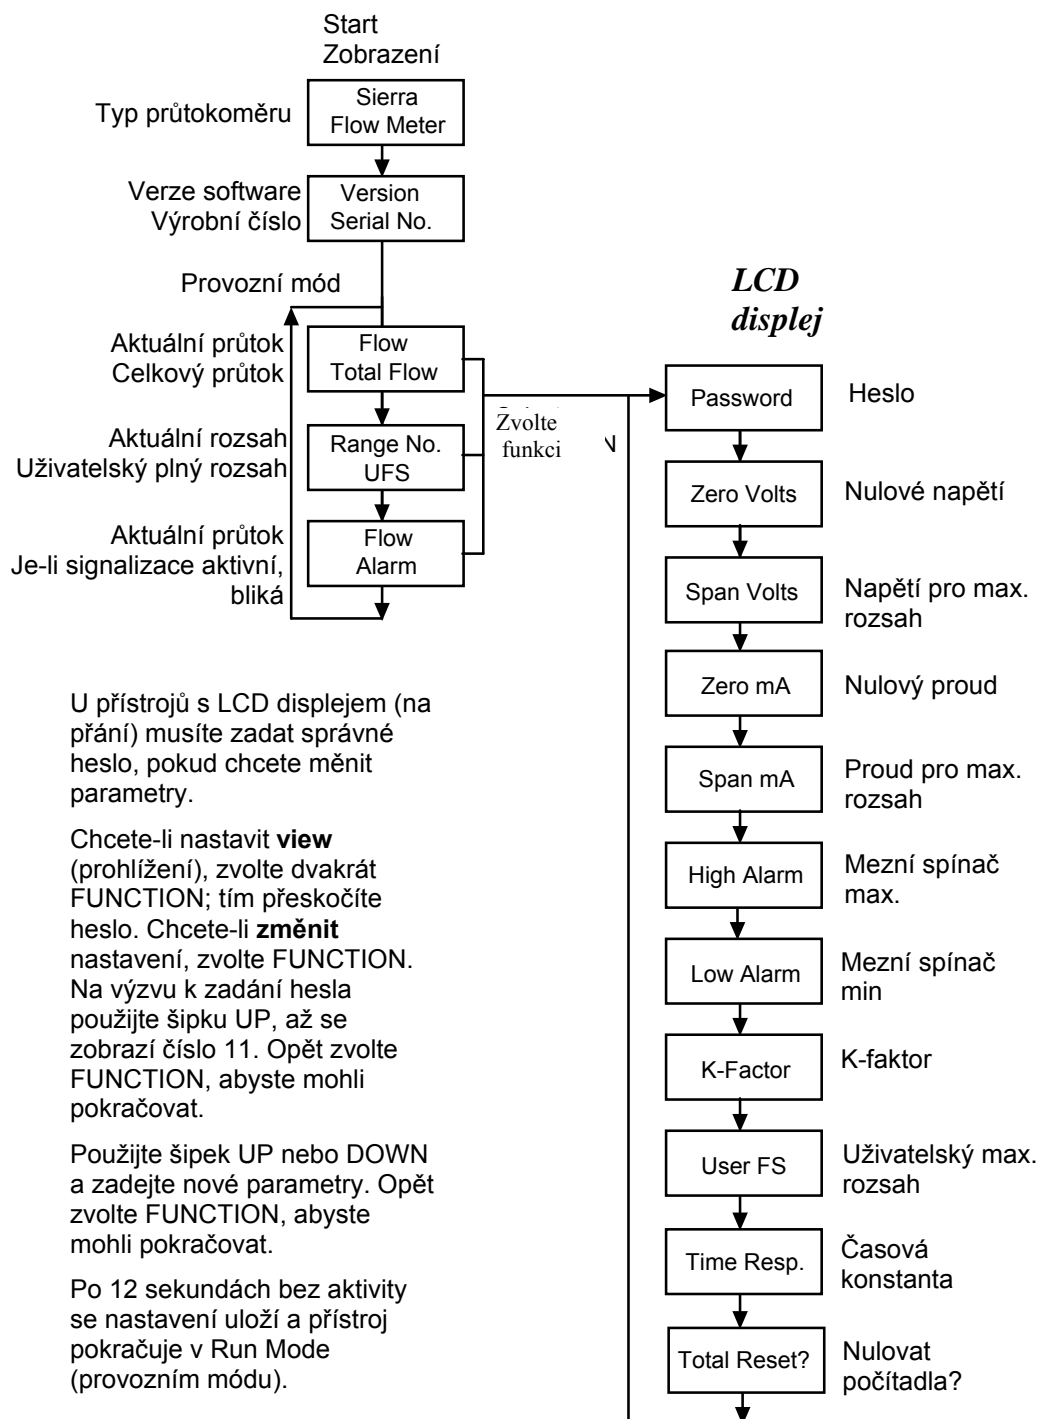 Start
Zobrazení
Typ průtokoměru
Sierra
Flow Meter
Verze software
Výrobní číslo
Version
Serial No.
Provozní mód
Aktuální průtok
Celkový průtok
Flow
Total Flow
Aktuální rozsah
Uživatelský plný rozsah
Range No.
UFS
Aktuální průtok
Je-li signalizace aktivní,
bliká
Flow
Alarm
Zvolte
funkci
LCD
displej
Password
Heslo
Zero Volts
Nulové napětí
Span Volts
Napětí pro max.
rozsah
Zero mA
Nulový proud
Span mA
Proud pro max.
rozsah
High Alarm
Mezní spínač
max.
Low Alarm
Mezní spínač
min
K-Factor
K-faktor
User FS
Uživatelský max.
rozsah
Time Resp.
Časová
konstanta
Total Reset?
Nulovat
počítadla?
U přístrojů s LCD displejem (na
přání) musíte zadat správné
heslo, pokud chcete měnit
parametry.
Chcete-li nastavit view
(prohlížení), zvolte dvakrát
FUNCTION; tím přeskočíte
heslo. Chcete-li změnit
nastavení, zvolte FUNCTION.
Na výzvu k zadání hesla
použijte šipku UP, až se
zobrazí číslo 11. Opět zvolte
FUNCTION, abyste mohli
pokračovat.
Použijte šipek UP nebo DOWN
a zadejte nové parametry. Opět
zvolte FUNCTION, abyste
mohli pokračovat.
Po 12 sekundách bez aktivity
se nastavení uloží a přístroj
pokračuje v Run Mode
(provozním módu).